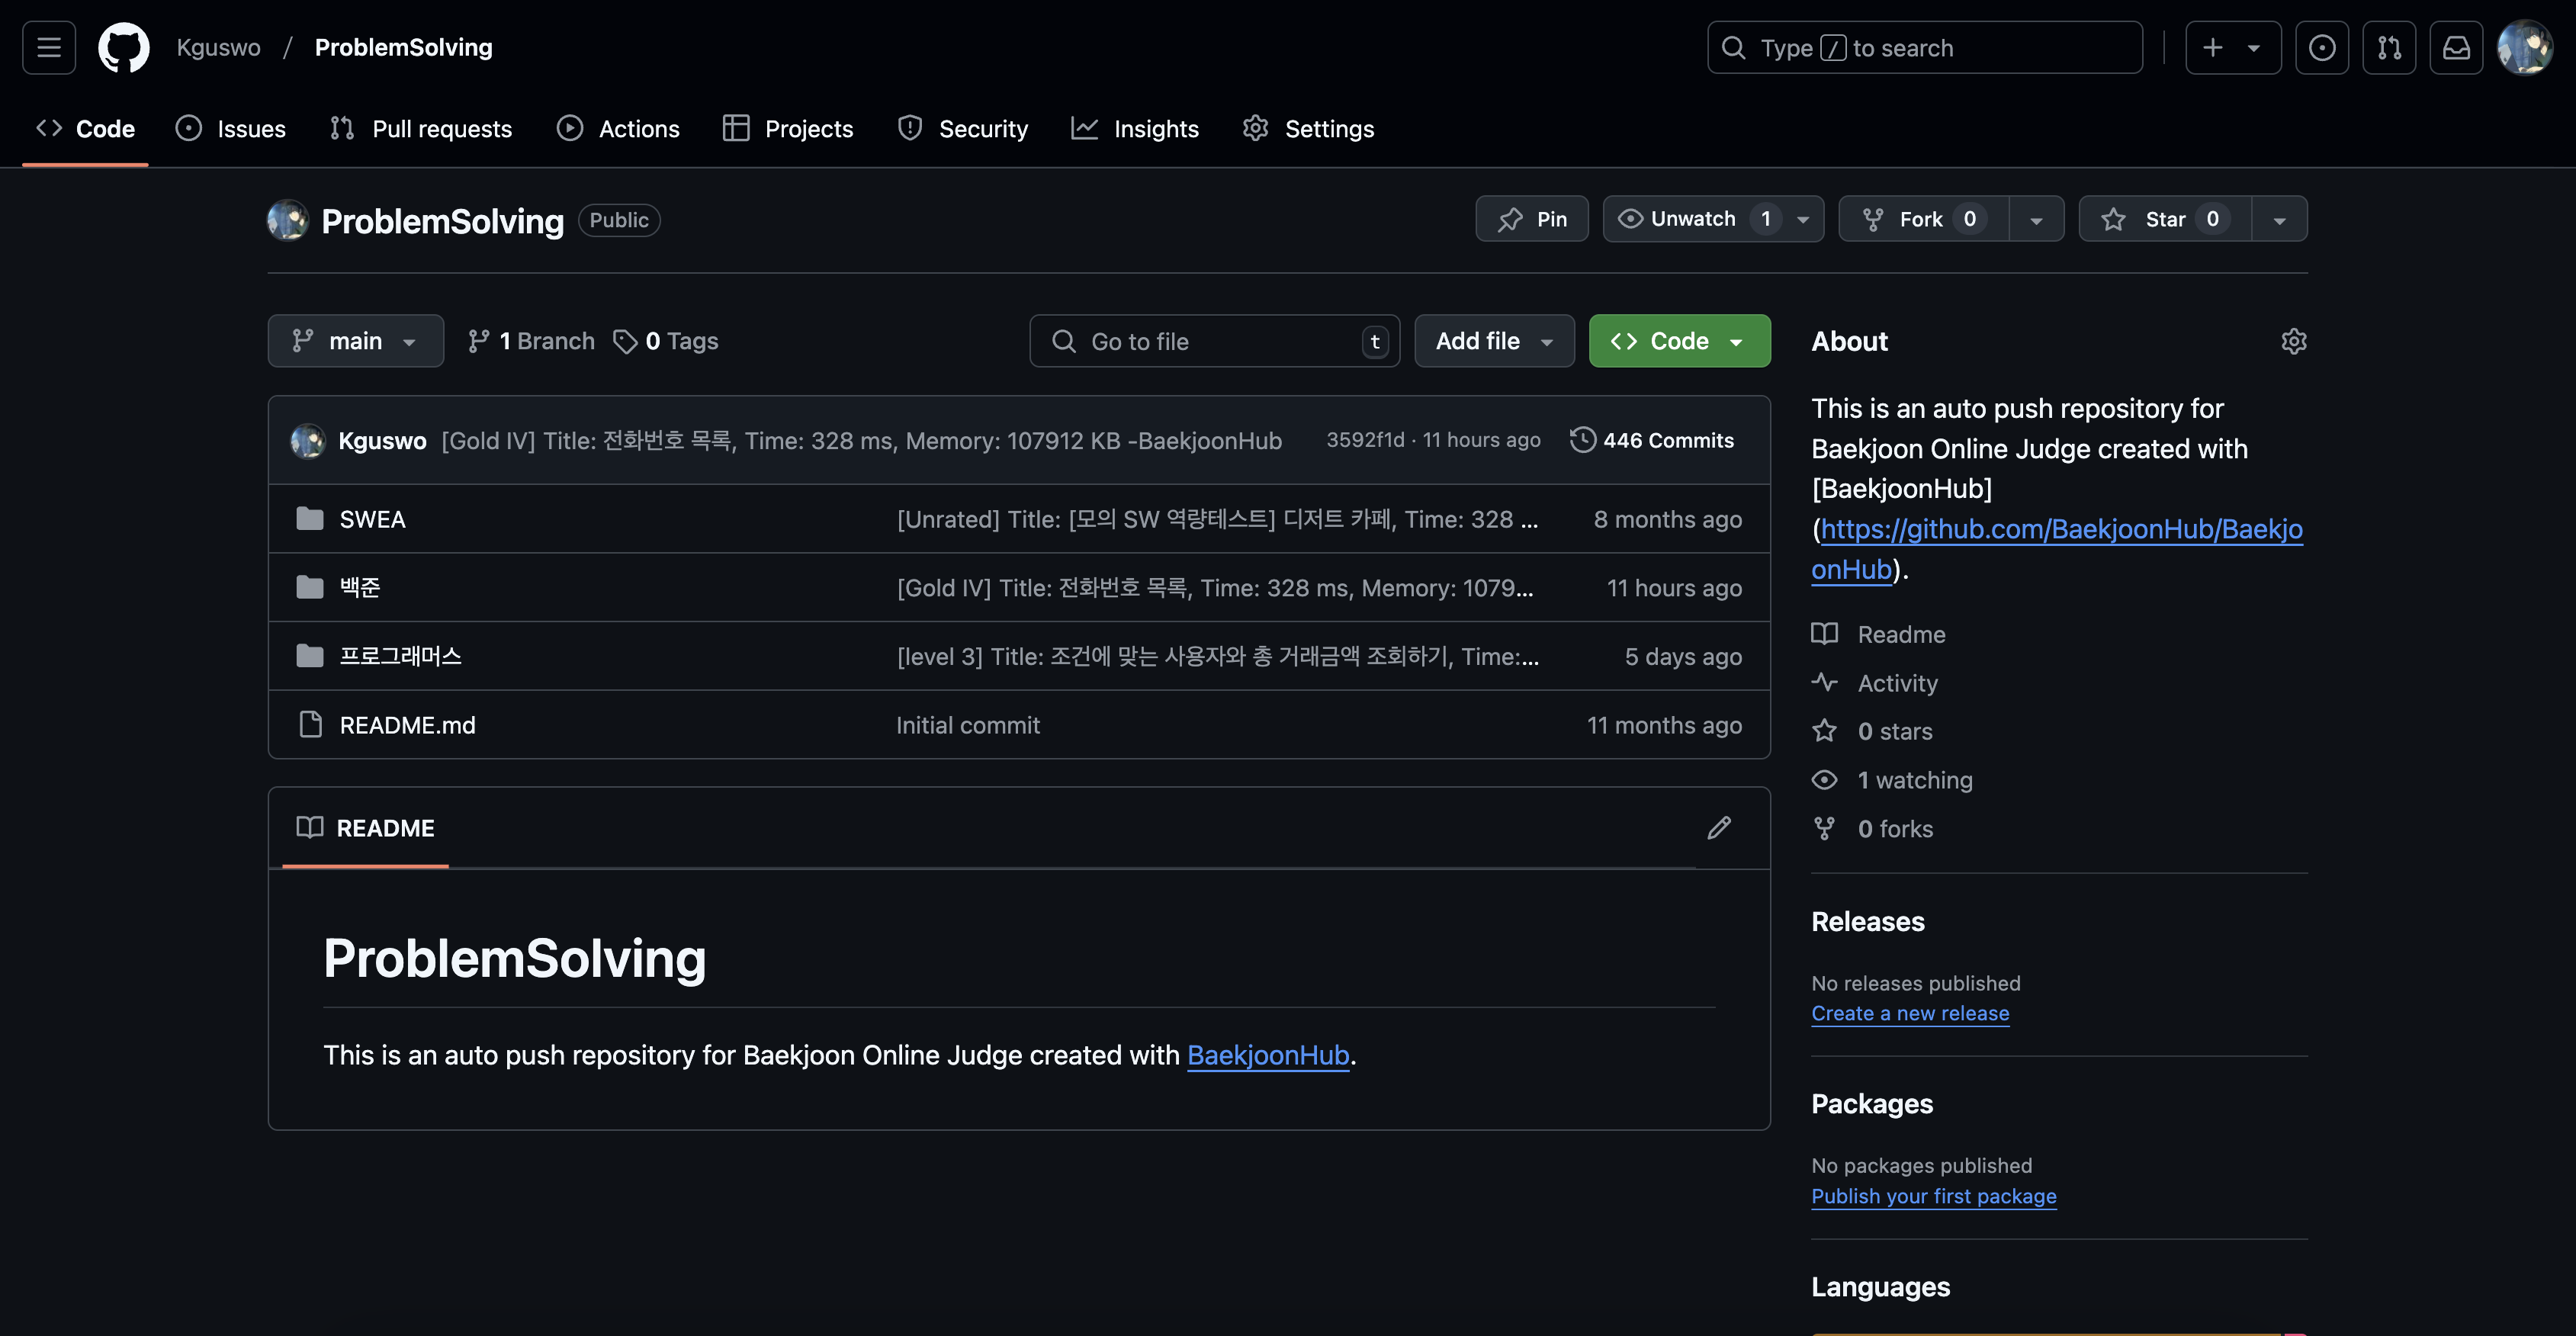 Kguswo / ProblemSolving
Type / to search
Code Issues Pull requests Actions Projects Security Insights Settings
ProblemSolving Public
Pin Unwatch 1 Fork 0 Star 0
main 1 Branch 0 Tags Go to file t Add file Code
Kguswo [Gold IV] Title: 전화번호 목록, Time: 328 ms, Memory: 107912 KB -BaekjoonHub 3592f1d · 11 hours ago 446 Commits
SWEA [Unrated] Title: [모의 SW 역량테스트] 디저트 카페, Time: 328 ... 8 months ago
백준 [Gold IV] Title: 전화번호 목록, Time: 328 ms, Memory: 1079... 11 hours ago
프로그래머스 [level 3] Title: 조건에 맞는 사용자와 총 거래금액 조회하기, Time:... 5 days ago
README.md Initial commit 11 months ago
README
ProblemSolving
This is an auto push repository for Baekjoon Online Judge created with BaekjoonHub.
About
This is an auto push repository for
Baekjoon Online Judge created with
[BaekjoonHub]
(https://github.com/BaekjoonHub/Baekjo
onHub).
Readme
Activity
0 stars
1 watching
0 forks
Releases
No releases published
Create a new release
Packages
No packages published
Publish your first package
Languages